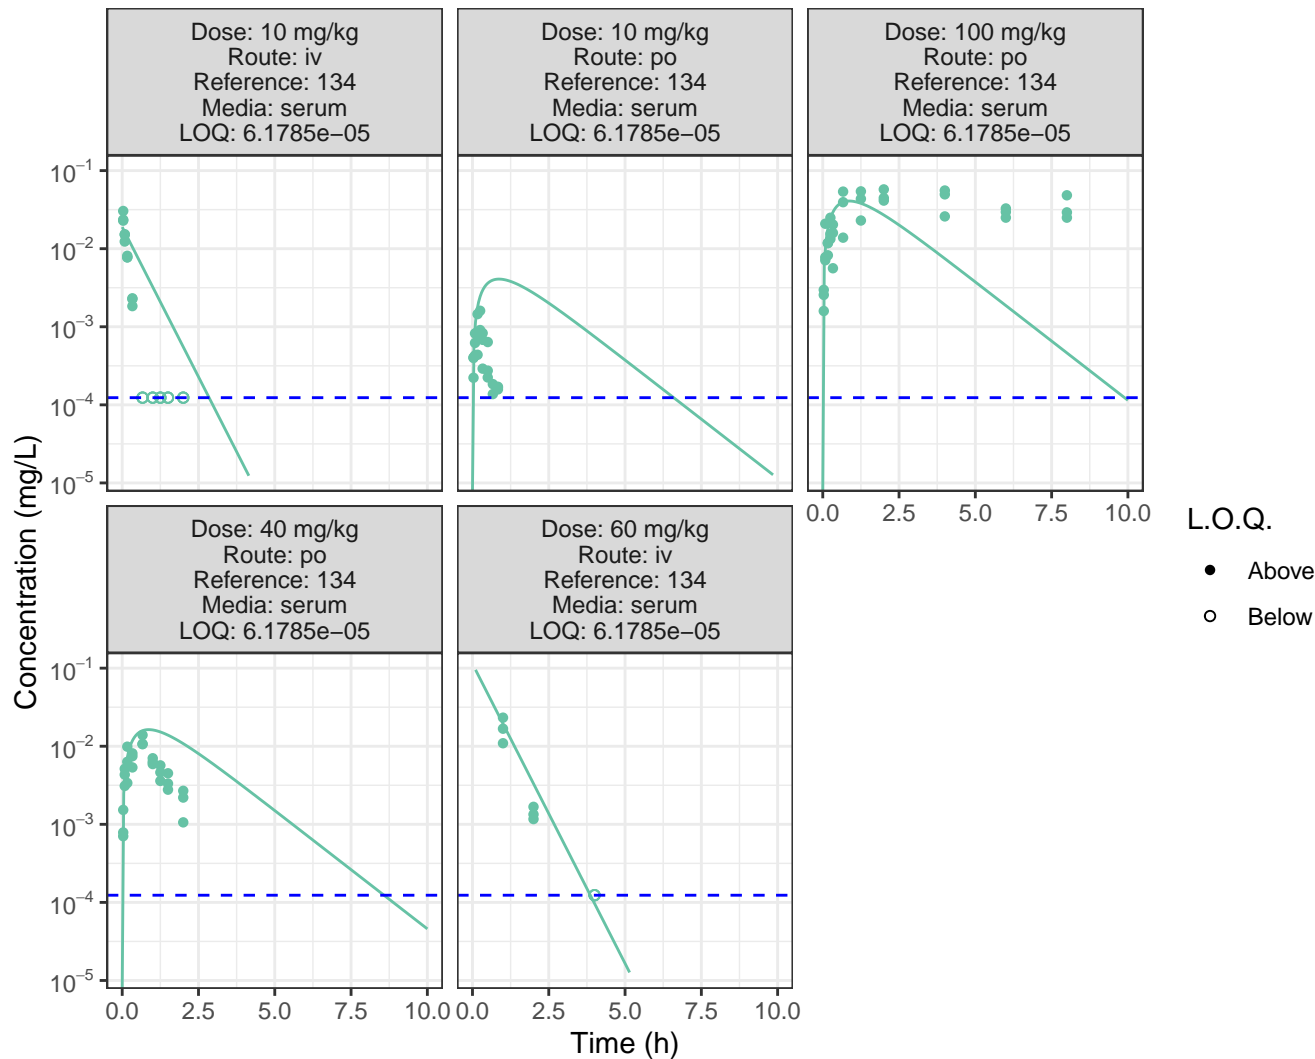 Dose: 10 mg/kg
Route: iv
Reference: 134
Media: serum
LOQ: 6.1785e−05
Dose: 10 mg/kg
Route: po
Reference: 134
Media: serum
LOQ: 6.1785e−05
Dose: 100 mg/kg
Route: po
Reference: 134
Media: serum
LOQ: 6.1785e−05
10⁻¹
10⁻²
10⁻³
10⁻⁴
10⁻⁵
0.0 2.5 5.0 7.5 10.0
Dose: 40 mg/kg
Route: po
Reference: 134
Media: serum
LOQ: 6.1785e−05
Dose: 60 mg/kg
Route: iv
Reference: 134
Media: serum
LOQ: 6.1785e−05
10⁻¹
10⁻²
10⁻³
10⁻⁴
10⁻⁵
0.0 2.5 5.0 7.5 10.0
0.0 2.5 5.0 7.5 10.0
Time (h)
Concentration (mg/L)
L.O.Q.
Above
Below